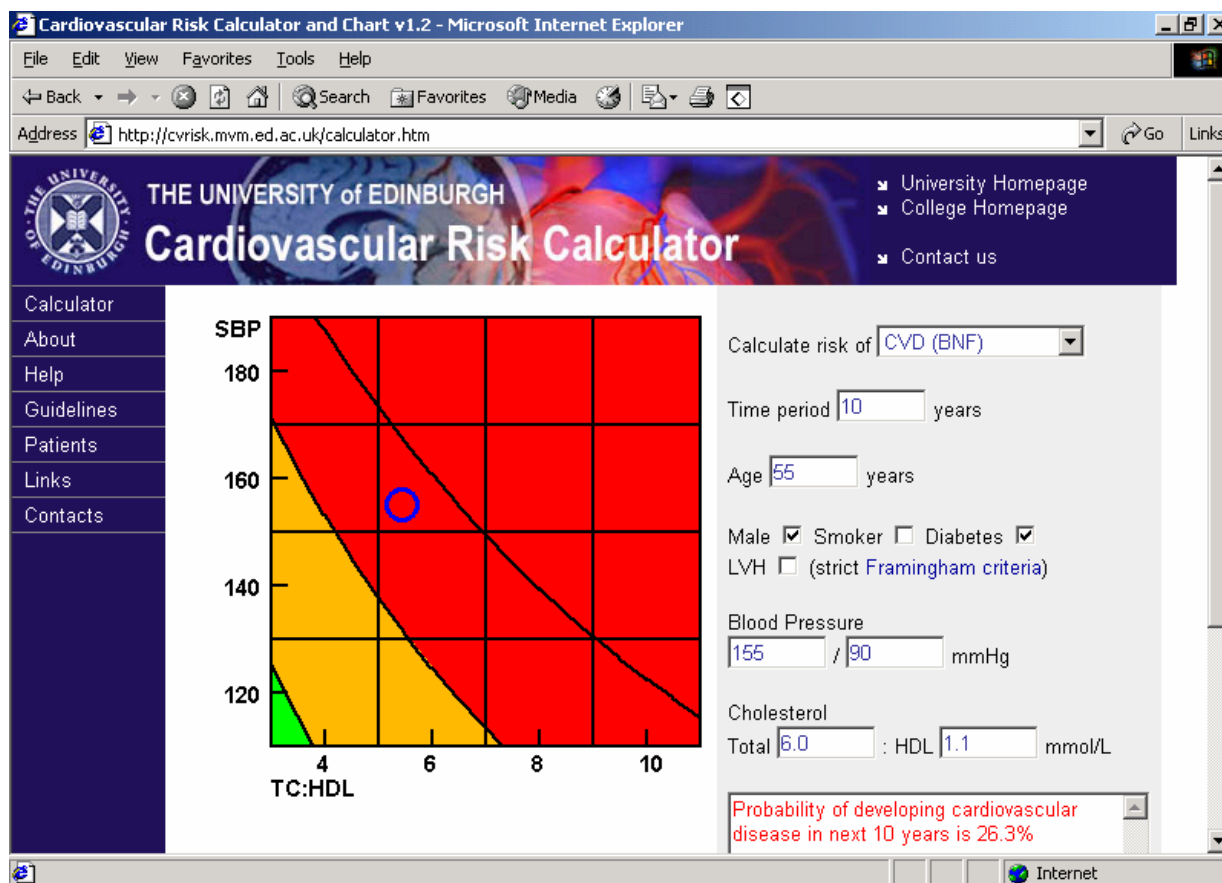 Cardiovascular Risk Calculator and Chart v1.2 - Microsoft Internet Explorer
File Edit View Favorites Tools Help
Back Search Favorites Media
Address http://cvrisk.mvm.ed.ac.uk/calculator.htm Go Links
THE UNIVERSITY OF EDINBURGH
THE UNIVERSITY of EDINBURGH
Cardiovascular Risk Calculator
University Homepage
College Homepage
Contact us
Calculator
About
Help
Guidelines
Patients
Links
Contacts
SBP
180
160
140
120
4 6 8 10
TC:HDL
Calculate risk of CVD (BNF)
Time period 10 years
Age 55 years
Male Smoker Diabetes
LVH (strict Framingham criteria)
Blood Pressure
155 / 90 mmHg
Cholesterol
Total 6.0 : HDL 1.1 mmol/L
Probability of developing cardiovascular
disease in next 10 years is 26.3%
Internet